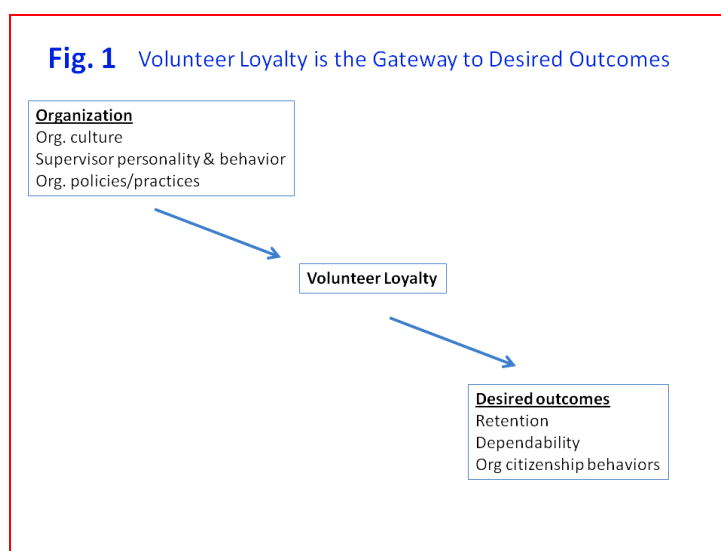 Fig. 1 Volunteer Loyalty is the Gateway to Desired Outcomes
Organization
Org. culture
Supervisor personality & behavior
Org. policies/practices
Volunteer Loyalty
Desired outcomes
Retention
Dependability
Org citizenship behaviors